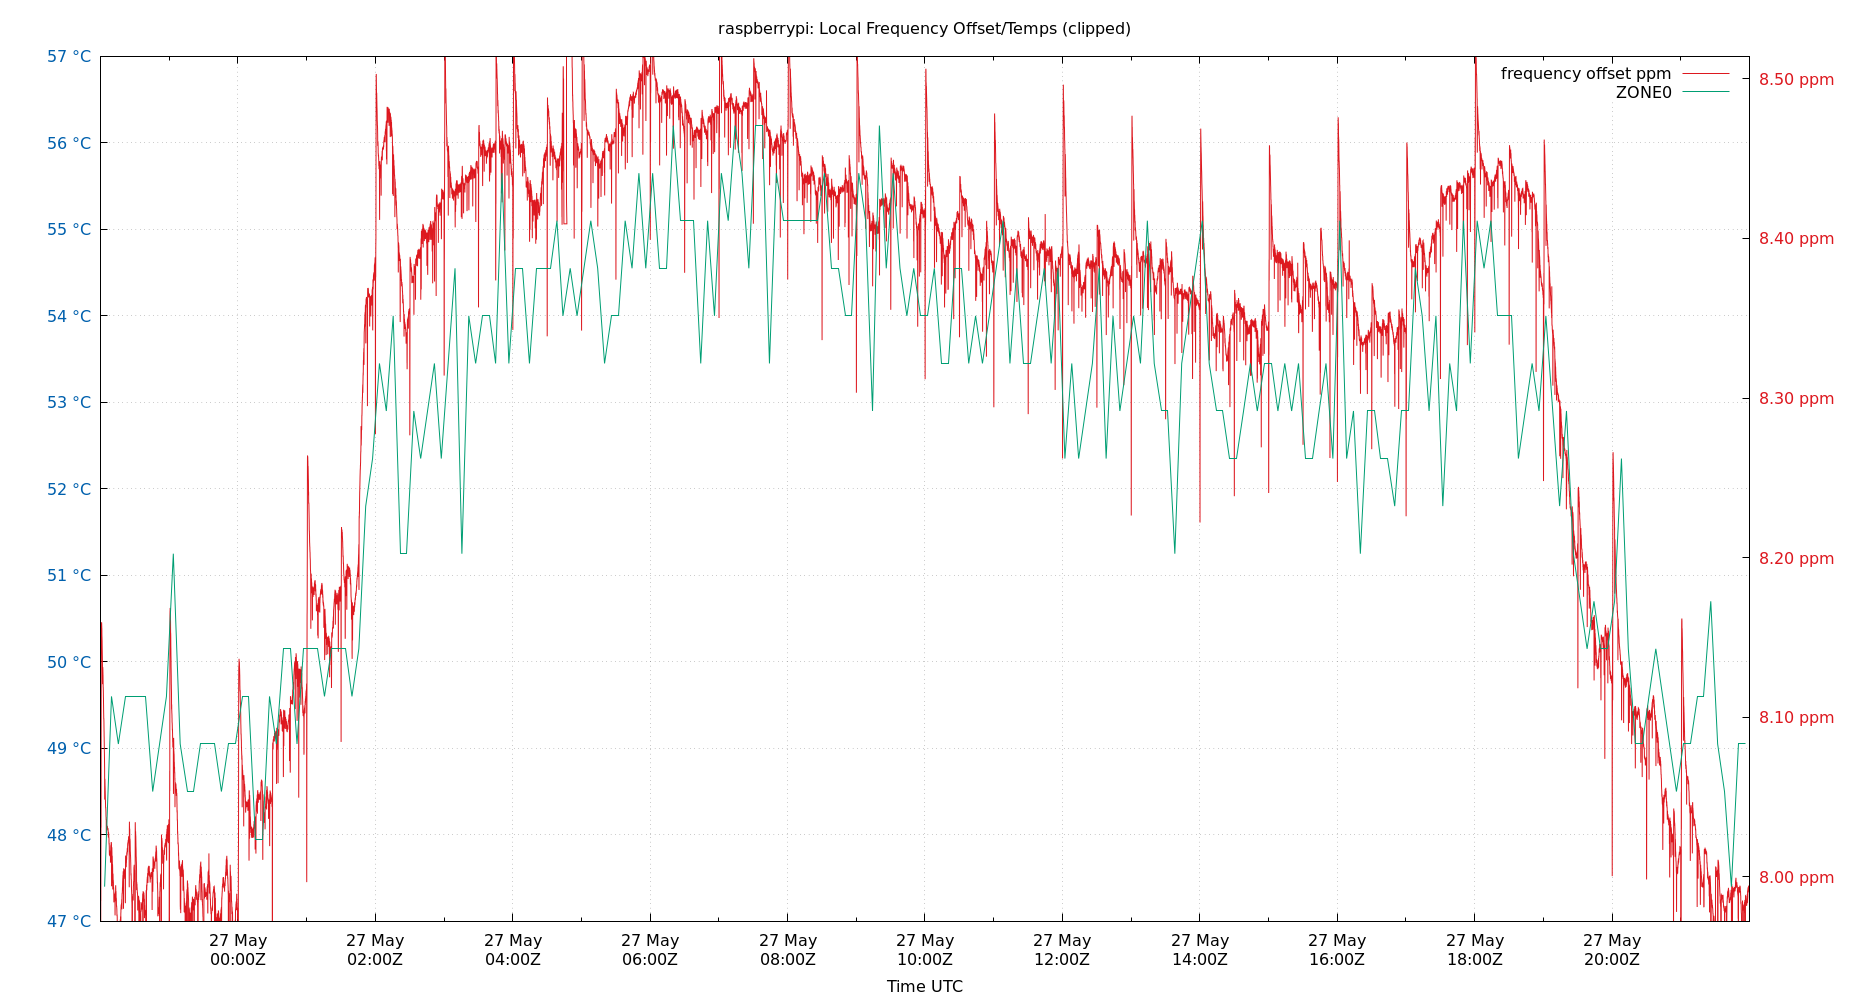 raspberrypi: Local Frequency Offset/Temps (clipped)
57 °C
56 °C
55 °C
54 °C
53 °C
52 °C
51 °C
50 °C
49 °C
48 °C
47 °C
frequency offset ppm
ZONE0
8.50 ppm
8.40 ppm
8.30 ppm
8.20 ppm
8.10 ppm
8.00 ppm
27 May
00:00Z
27 May
02:00Z
27 May
04:00Z
27 May
06:00Z
27 May
08:00Z
27 May
10:00Z
27 May
12:00Z
27 May
14:00Z
27 May
16:00Z
27 May
18:00Z
27 May
20:00Z
Time UTC